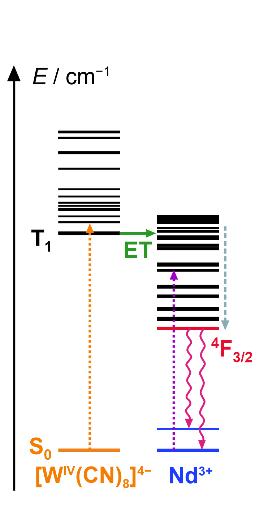 E / cm⁻¹
T₁
ET
⁴F₃/₂
S₀
[Wᴵⱽ(CN)₈]⁴⁻ Nd³⁺